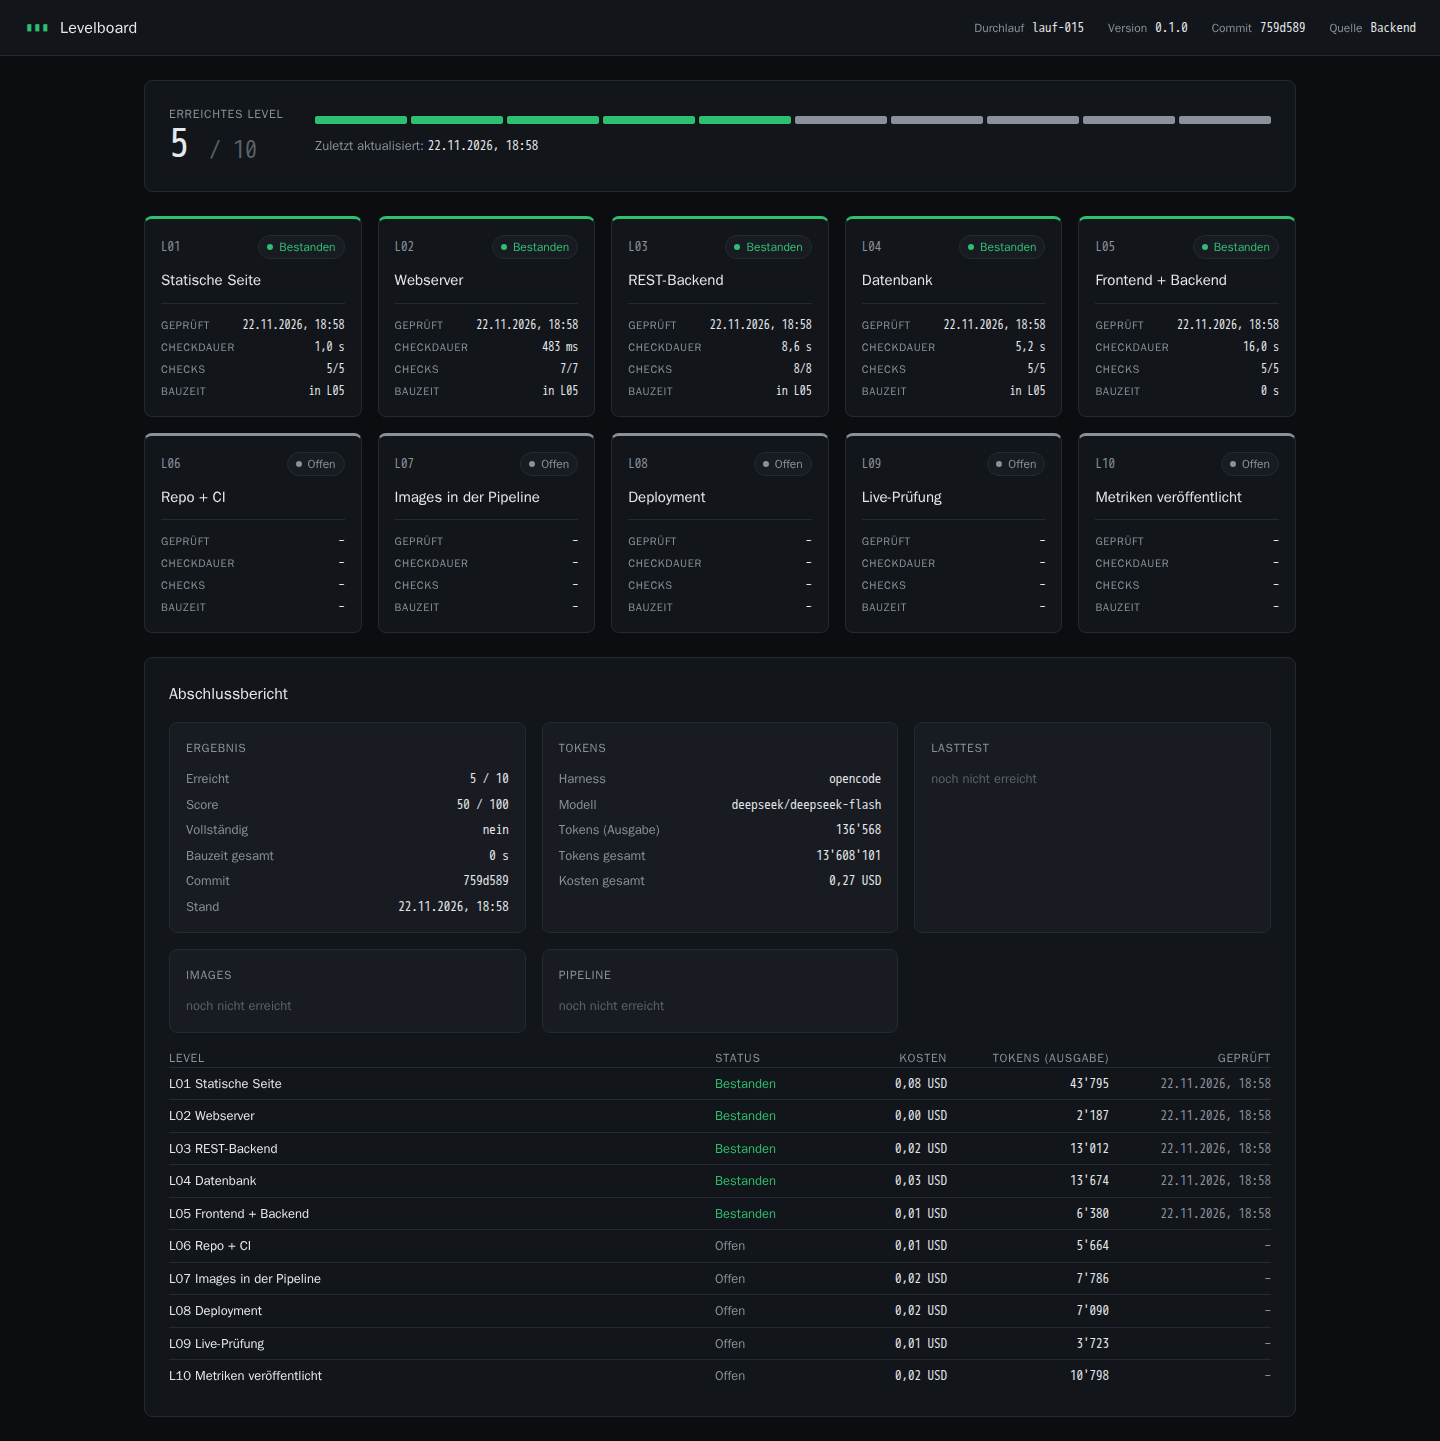 Levelboard
Durchlauf lauf-015 Version 0.1.0 Commit 759d589 Quelle Backend
ERREICHTES LEVEL
5 / 10
Zuletzt aktualisiert: 22.11.2026, 18:58
L01 Bestanden
Statische Seite
GEPRÜFT 22.11.2026, 18:58
CHECKDAUER 1,0 s
CHECKS 5/5
BAUZEIT in L05
L02 Bestanden
Webserver
GEPRÜFT 22.11.2026, 18:58
CHECKDAUER 483 ms
CHECKS 7/7
BAUZEIT in L05
L03 Bestanden
REST-Backend
GEPRÜFT 22.11.2026, 18:58
CHECKDAUER 8,6 s
CHECKS 8/8
BAUZEIT in L05
L04 Bestanden
Datenbank
GEPRÜFT 22.11.2026, 18:58
CHECKDAUER 5,2 s
CHECKS 5/5
BAUZEIT in L05
L05 Bestanden
Frontend + Backend
GEPRÜFT 22.11.2026, 18:58
CHECKDAUER 16,0 s
CHECKS 5/5
BAUZEIT 0 s
L06 Offen
Repo + CI
GEPRÜFT –
CHECKDAUER –
CHECKS –
BAUZEIT –
L07 Offen
Images in der Pipeline
GEPRÜFT –
CHECKDAUER –
CHECKS –
BAUZEIT –
L08 Offen
Deployment
GEPRÜFT –
CHECKDAUER –
CHECKS –
BAUZEIT –
L09 Offen
Live-Prüfung
GEPRÜFT –
CHECKDAUER –
CHECKS –
BAUZEIT –
L10 Offen
Metriken veröffentlicht
GEPRÜFT –
CHECKDAUER –
CHECKS –
BAUZEIT –
Abschlussbericht
ERGEBNIS
Erreicht 5 / 10
Score 50 / 100
Vollständig nein
Bauzeit gesamt 0 s
Commit 759d589
Stand 22.11.2026, 18:58
TOKENS
Harness opencode
Modell deepseek/deepseek-flash
Tokens (Ausgabe) 136'568
Tokens gesamt 13'608'101
Kosten gesamt 0,27 USD
LASTTEST
noch nicht erreicht
IMAGES
noch nicht erreicht
PIPELINE
noch nicht erreicht
LEVEL STATUS KOSTEN TOKENS (AUSGABE) GEPRÜFT
L01 Statische Seite Bestanden 0,08 USD 43'795 22.11.2026, 18:58
L02 Webserver Bestanden 0,00 USD 2'187 22.11.2026, 18:58
L03 REST-Backend Bestanden 0,02 USD 13'012 22.11.2026, 18:58
L04 Datenbank Bestanden 0,03 USD 13'674 22.11.2026, 18:58
L05 Frontend + Backend Bestanden 0,01 USD 6'380 22.11.2026, 18:58
L06 Repo + CI Offen 0,01 USD 5'664 –
L07 Images in der Pipeline Offen 0,02 USD 7'786 –
L08 Deployment Offen 0,02 USD 7'090 –
L09 Live-Prüfung Offen 0,01 USD 3'723 –
L10 Metriken veröffentlicht Offen 0,02 USD 10'798 –